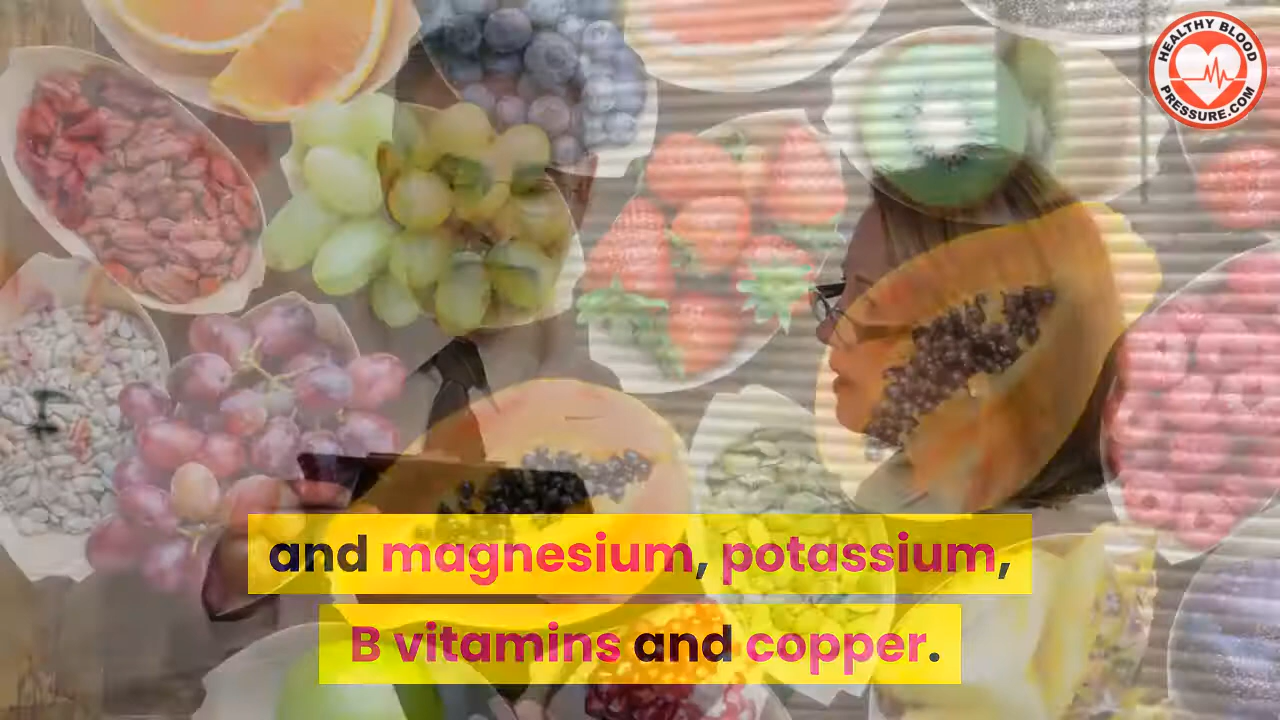 HEALTHY BLOOD
PRESSURE.COM
and magnesium, potassium,
B vitamins and copper.